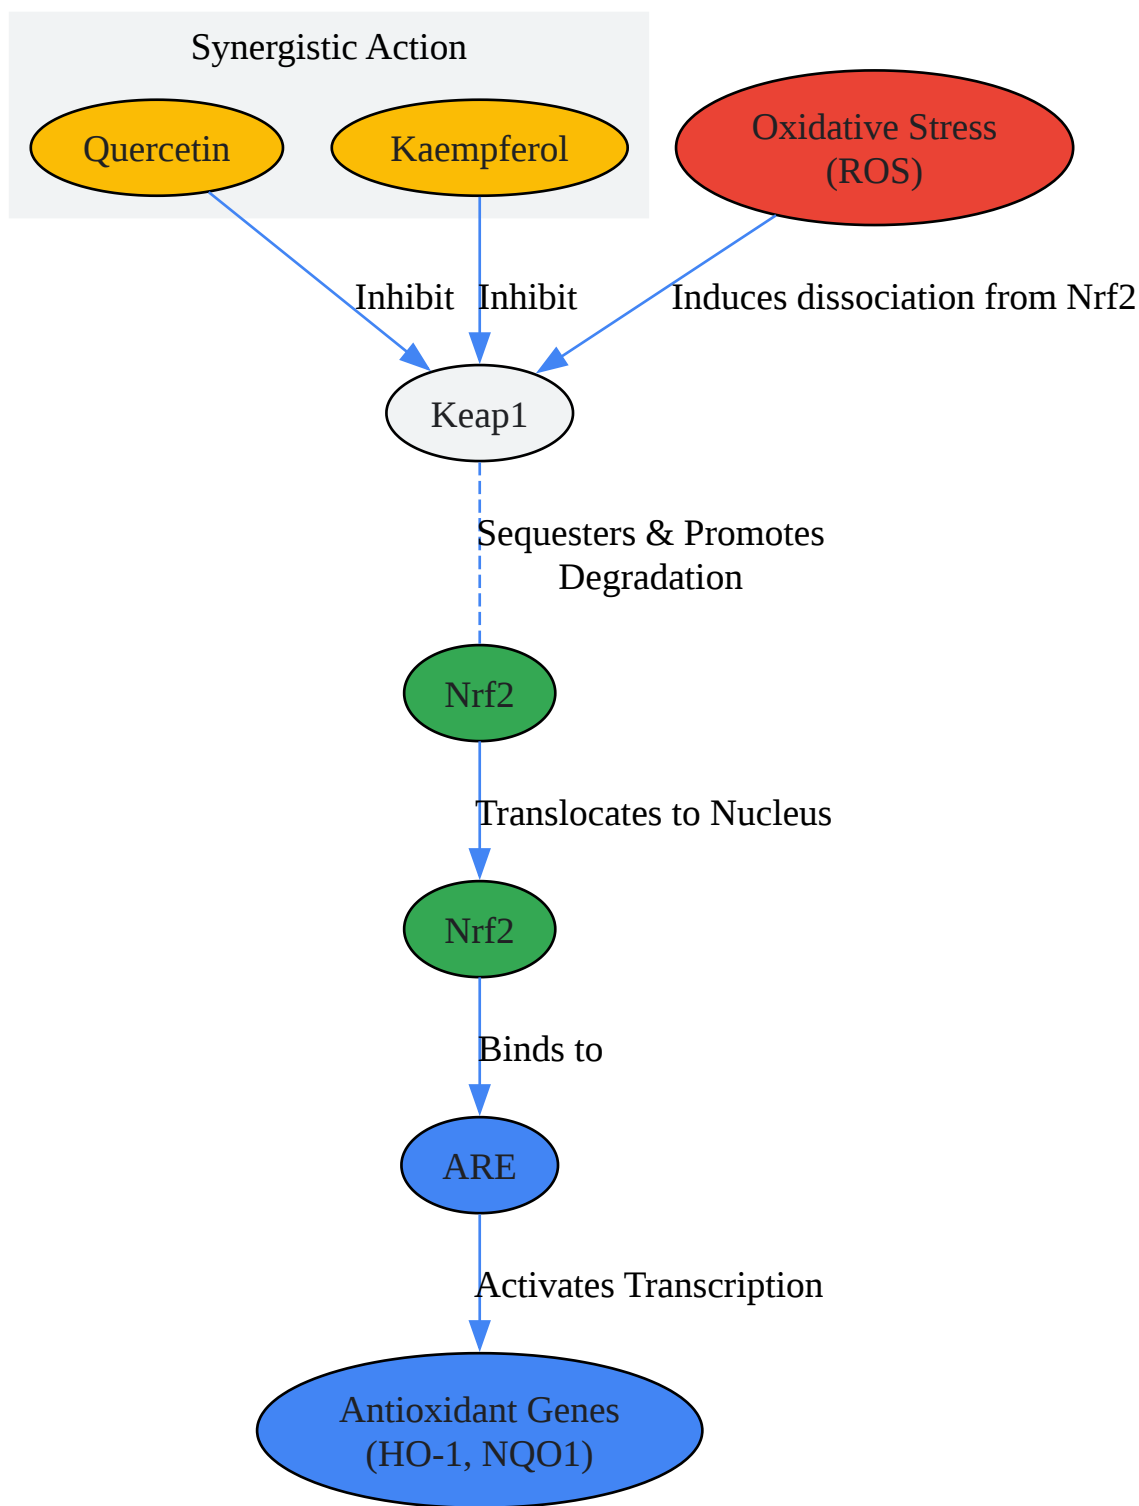 Synergistic Action
Quercetin
Kaempferol
Oxidative Stress
(ROS)
Inhibit
Inhibit
Induces dissociation from Nrf2
Keap1
Sequesters & Promotes
Degradation
Nrf2
Translocates to Nucleus
Nrf2
Binds to
ARE
Activates Transcription
Antioxidant Genes
(HO-1, NQO1)